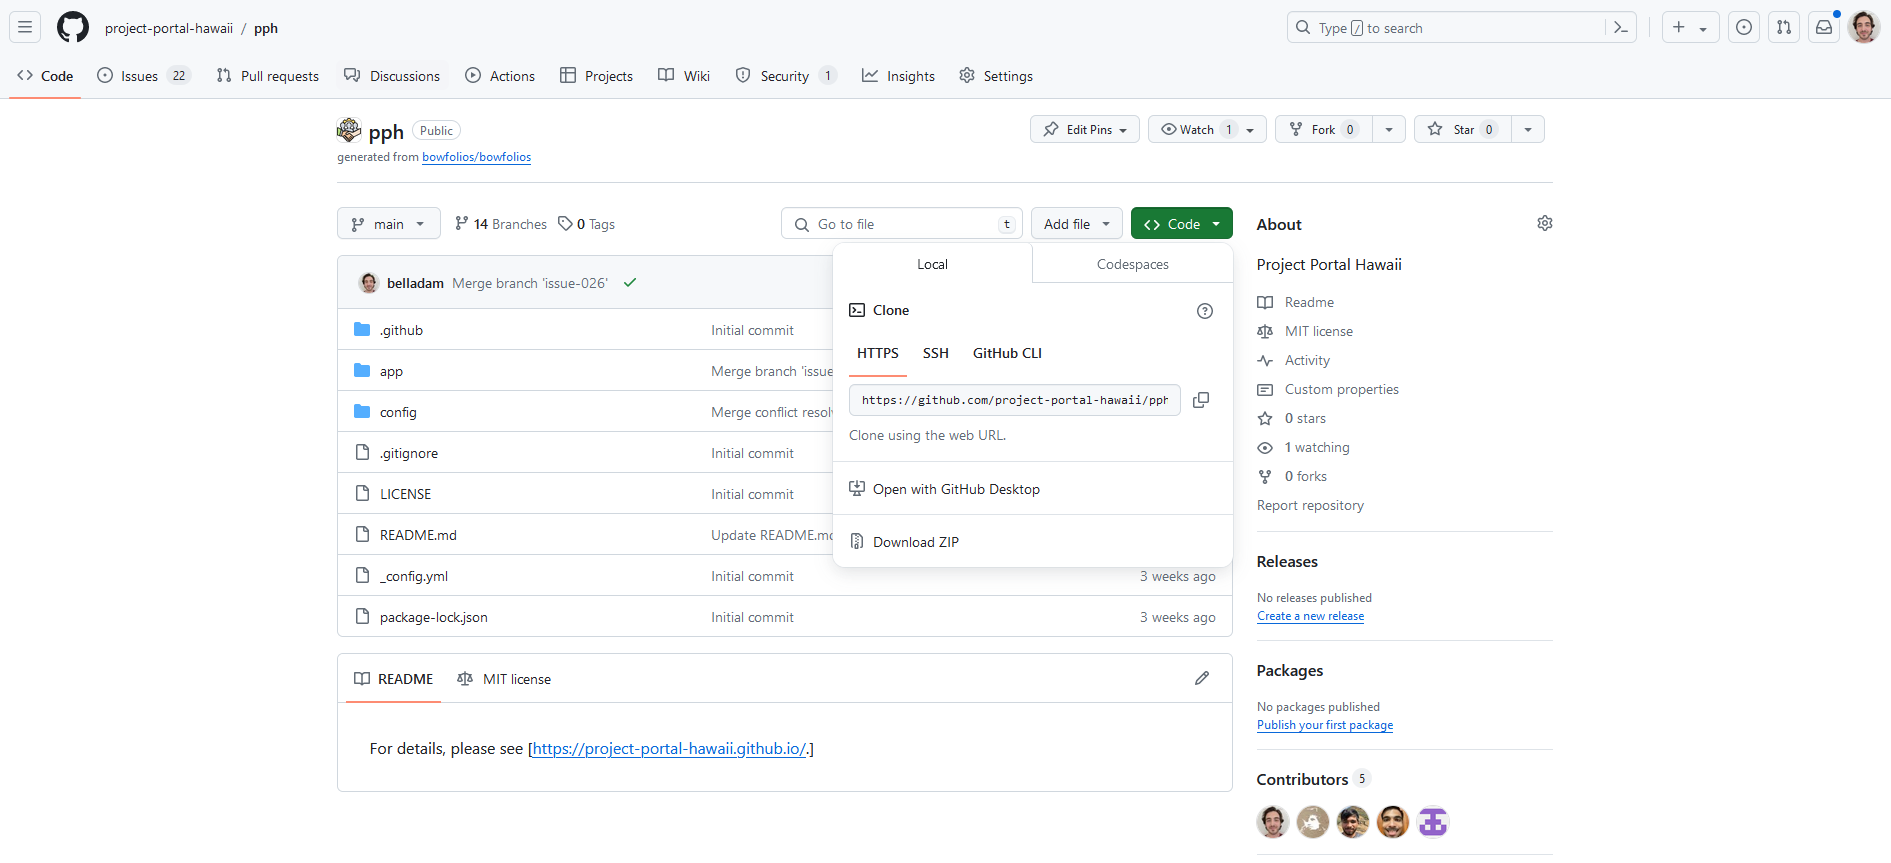 project-portal-hawaii / pph
Type / to search
Code
Issues 22
Pull requests
Discussions
Actions
Projects
Wiki
Security 1
Insights
Settings
pph Public
generated from bowfolios/bowfolios
Edit Pins
Watch 1
Fork 0
Star 0
main
14 Branches
0 Tags
Go to file t
Add file
Code
belladam Merge branch 'issue-026'
.github Initial commit
app Merge branch 'issue
config Merge conflict resol
.gitignore Initial commit
LICENSE Initial commit
README.md Update README.m
_config.yml Initial commit 3 weeks ago
package-lock.json Initial commit 3 weeks ago
Local
Codespaces
Clone
HTTPS SSH GitHub CLI
https://github.com/project-portal-hawaii/pph
Clone using the web URL.
Open with GitHub Desktop
Download ZIP
README
MIT license
For details, please see [https://project-portal-hawaii.github.io/.]
About
Project Portal Hawaii
Readme
MIT license
Activity
Custom properties
0 stars
1 watching
0 forks
Report repository
Releases
No releases published
Create a new release
Packages
No packages published
Publish your first package
Contributors 5